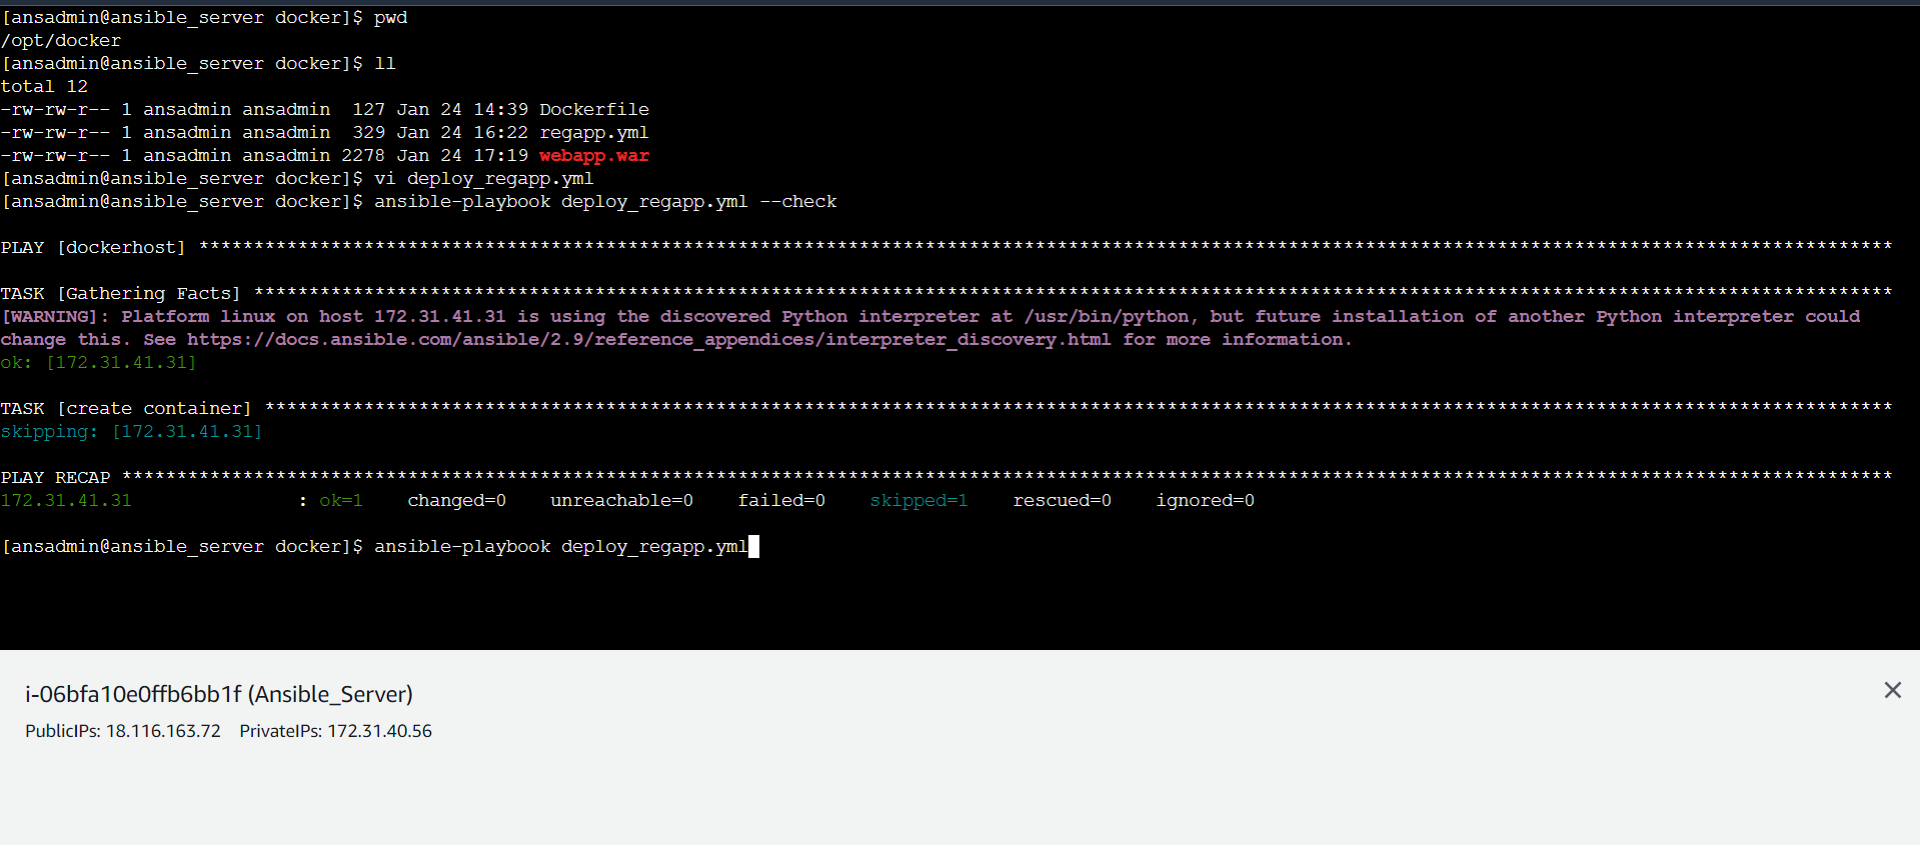 [ansadmin@ansible_server docker]$ pwd
/opt/docker
[ansadmin@ansible_server docker]$ ll
total 12
-rw-rw-r-- 1 ansadmin ansadmin  127 Jan 24 14:39 Dockerfile
-rw-rw-r-- 1 ansadmin ansadmin  329 Jan 24 16:22 regapp.yml
-rw-rw-r-- 1 ansadmin ansadmin 2278 Jan 24 17:19 webapp.war
[ansadmin@ansible_server docker]$ vi deploy_regapp.yml
[ansadmin@ansible_server docker]$ ansible-playbook deploy_regapp.yml --check
PLAY [dockerhost] **********************************************************************************************************************************************************
TASK [Gathering Facts] *****************************************************************************************************************************************************
[WARNING]: Platform linux on host 172.31.41.31 is using the discovered Python interpreter at /usr/bin/python, but future installation of another Python interpreter could
change this. See https://docs.ansible.com/ansible/2.9/reference_appendices/interpreter_discovery.html for more information.
ok: [172.31.41.31]
TASK [create container] ****************************************************************************************************************************************************
skipping: [172.31.41.31]
PLAY RECAP *****************************************************************************************************************************************************************
172.31.41.31               : ok=1    changed=0    unreachable=0    failed=0    skipped=1    rescued=0    ignored=0
[ansadmin@ansible_server docker]$ ansible-playbook deploy_regapp.yml
i-06bfa10e0ffb6bb1f (Ansible_Server)
PublicIPs: 18.116.163.72    PrivateIPs: 172.31.40.56